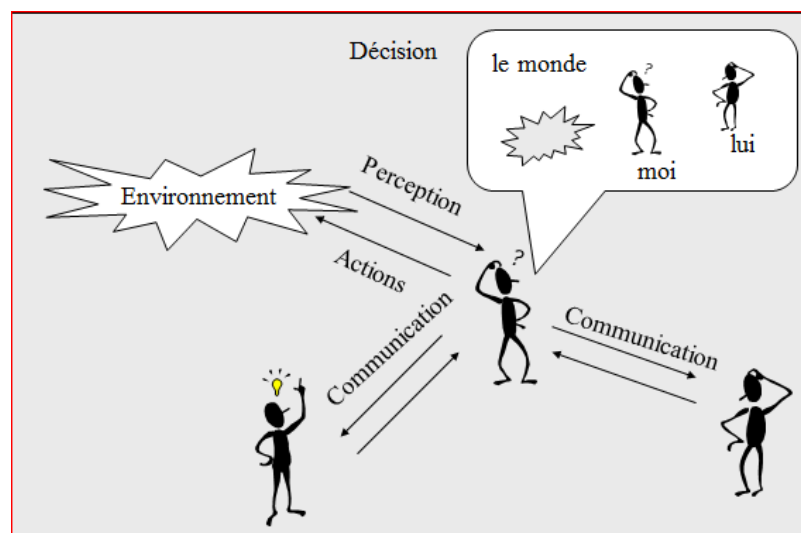 Décision
le monde
?
lui
moi
Environnement
Perception
Actions
?
Communication
Communication